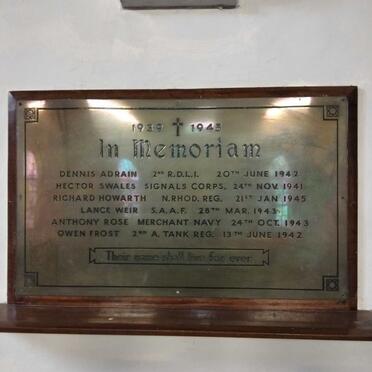 1939 ✝ 1945
In Memoriam
DENNIS ADRAIN 2ND R.D.L.I. 20TH JUNE 1942
HECTOR SWALES SIGNALS CORPS. 24TH NOV. 1941
RICHARD HOWARTH N.RHOD. REG. 21ST JAN 1945
LANCE WEIR S.A.A.F. 28TH MAR. 1943
ANTHONY ROSE MERCHANT NAVY 24TH OCT. 1943
OWEN FROST 2ND A. TANK REG. 13TH JUNE 1942
Their name shall live for ever.